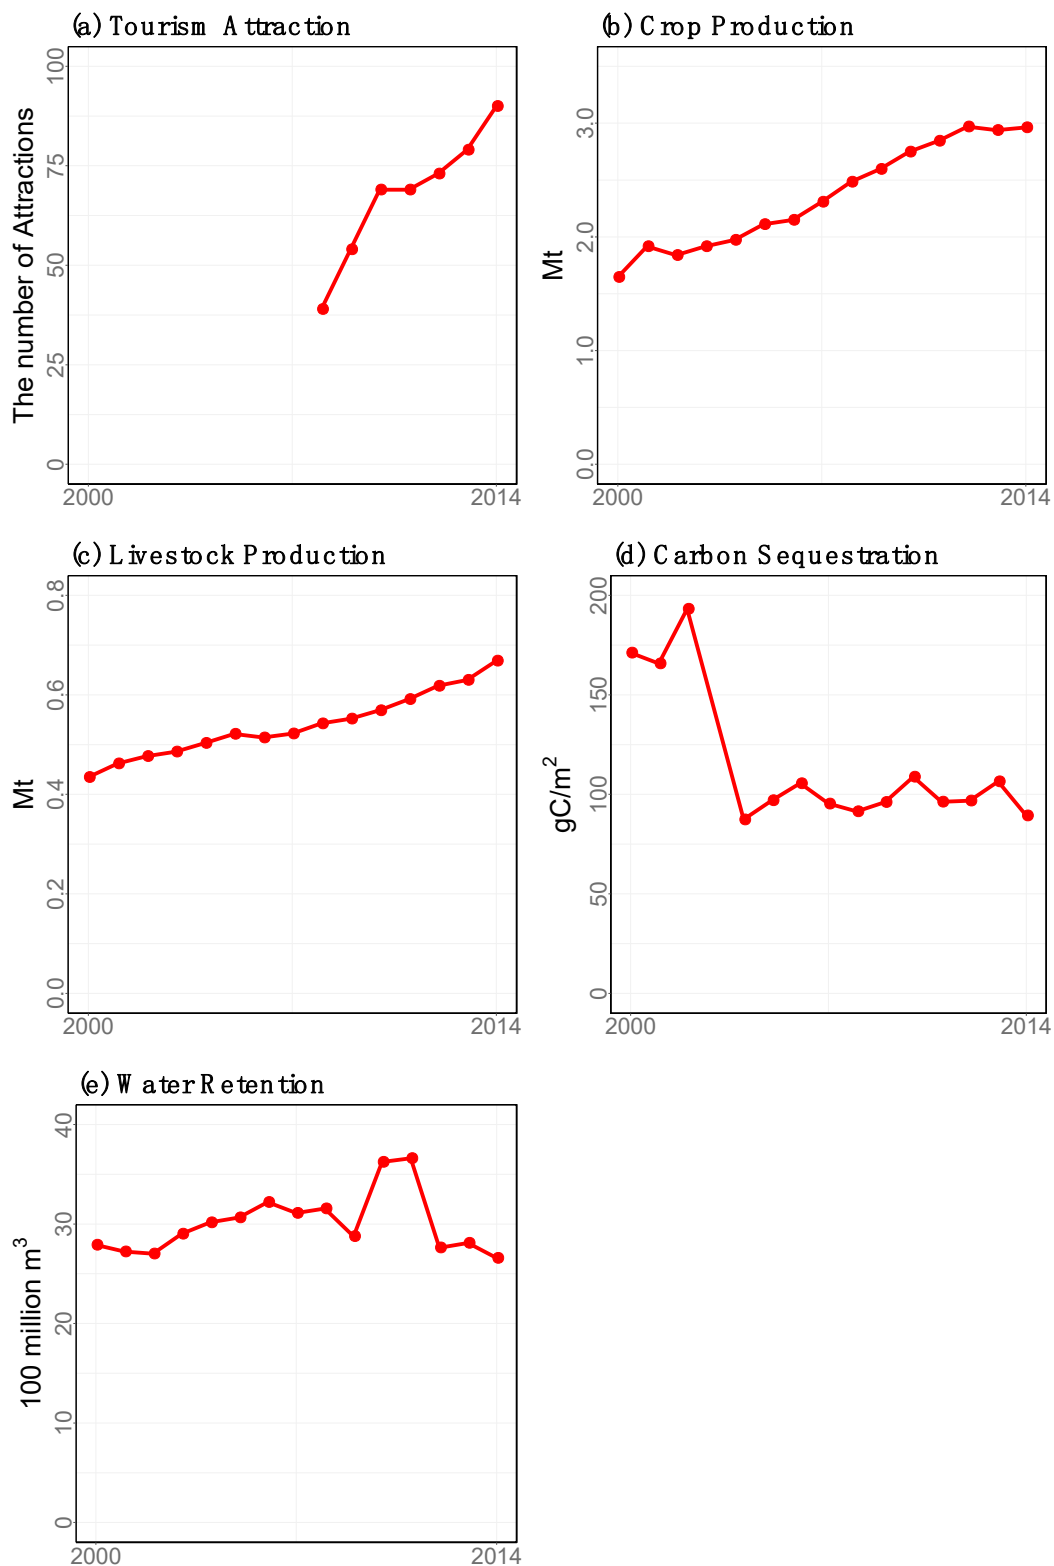 (a) Tourism Attraction
The number of Attractions
100
75
50
25
0
2000 2014
(b) Crop Production
Mt
3.0
2.0
1.0
0.0
2000 2014
(c) Livestock Production
Mt
0.8
0.6
0.4
0.2
0.0
2000 2014
(d) Carbon Sequestration
gC/m²
200
150
100
50
0
2000 2014
(e) Water Retention
100 million m³
40
30
20
10
0
2000 2014